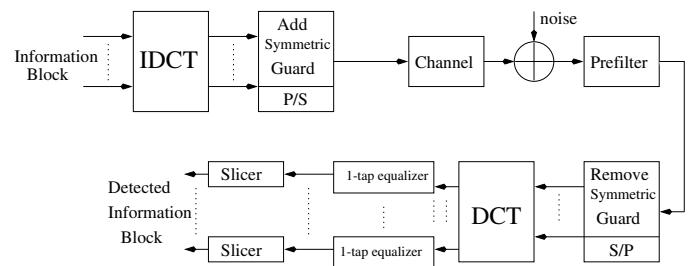 noise
Information
Block
IDCT
Add
Symmetric
Guard
P/S
Channel
Prefilter
Detected
Information
Block
Slicer
Slicer
1-tap equalizer
1-tap equalizer
DCT
Remove
Symmetric
Guard
S/P